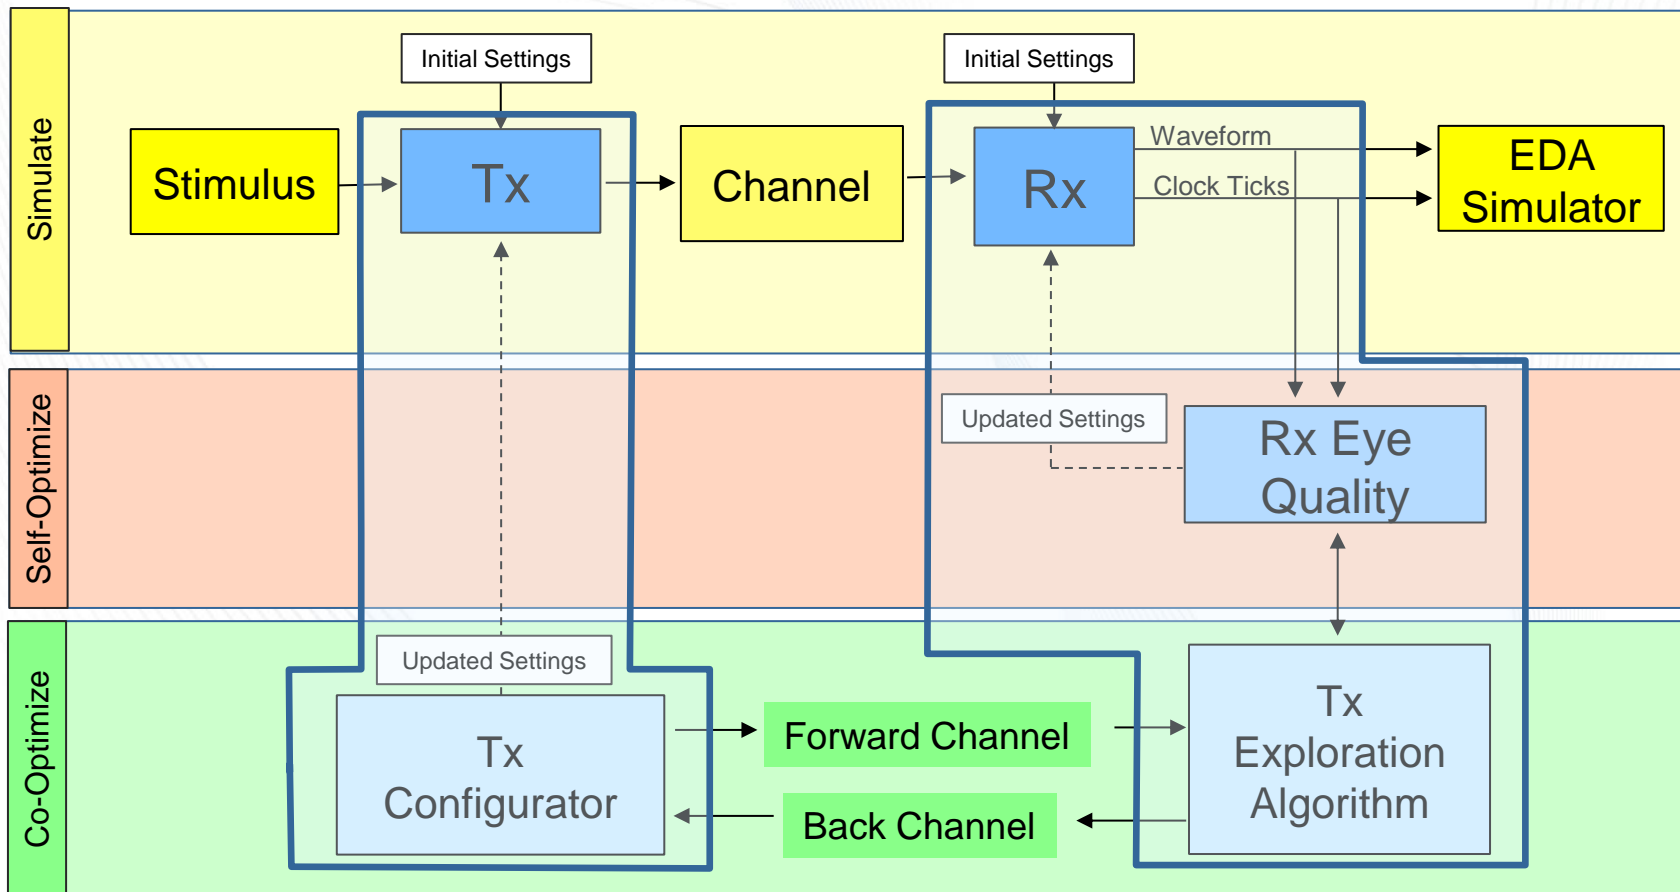 Simulate
Initial Settings
Initial Settings
Stimulus
Tx
Channel
Rx
Waveform
Clock Ticks
EDA
Simulator
Self-Optimize
Updated Settings
Rx Eye
Quality
Co-Optimize
Updated Settings
Tx
Configurator
Forward Channel
Back Channel
Tx
Exploration
Algorithm